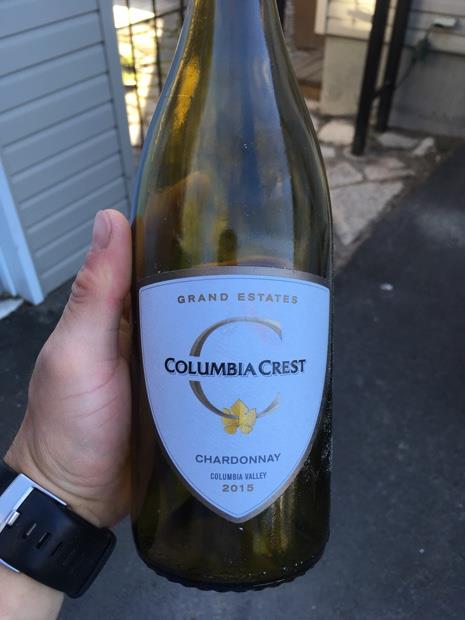 GRAND ESTATES
COLUMBIA CREST
CHARDONNAY
COLUMBIA VALLEY
2015